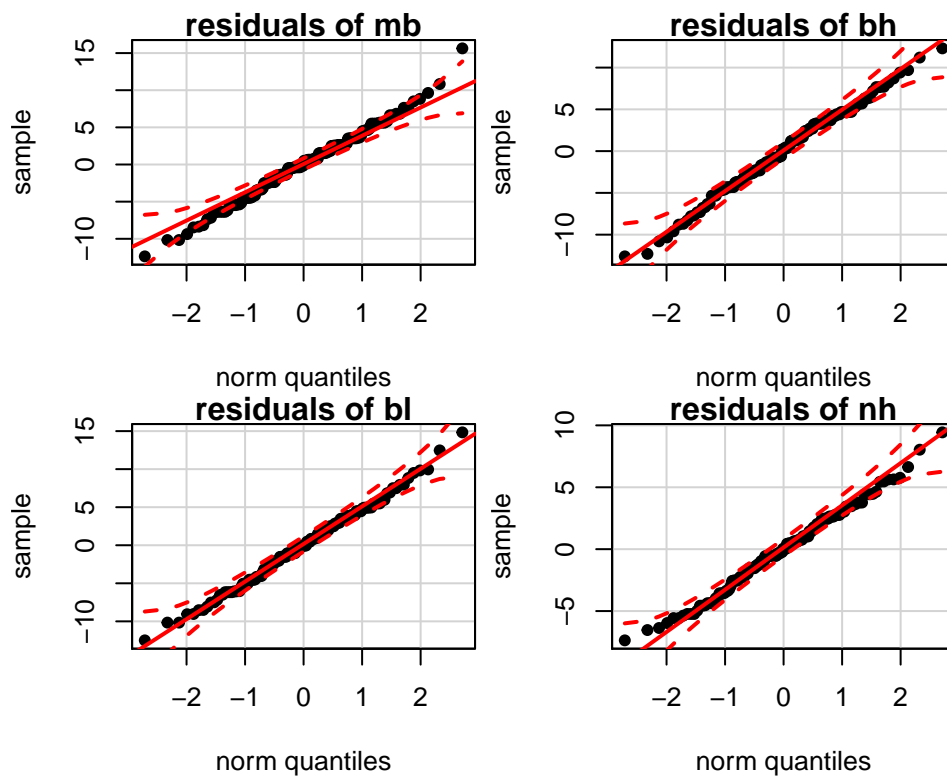 residuals of mb
sample
15
5
0
−10
−2
−1
0
1
2
norm quantiles
residuals of bh
sample
5
0
−10
−2
−1
0
1
2
norm quantiles
residuals of bl
sample
15
5
0
−10
−2
−1
0
1
2
norm quantiles
residuals of nh
sample
10
5
0
−5
−2
−1
0
1
2
norm quantiles